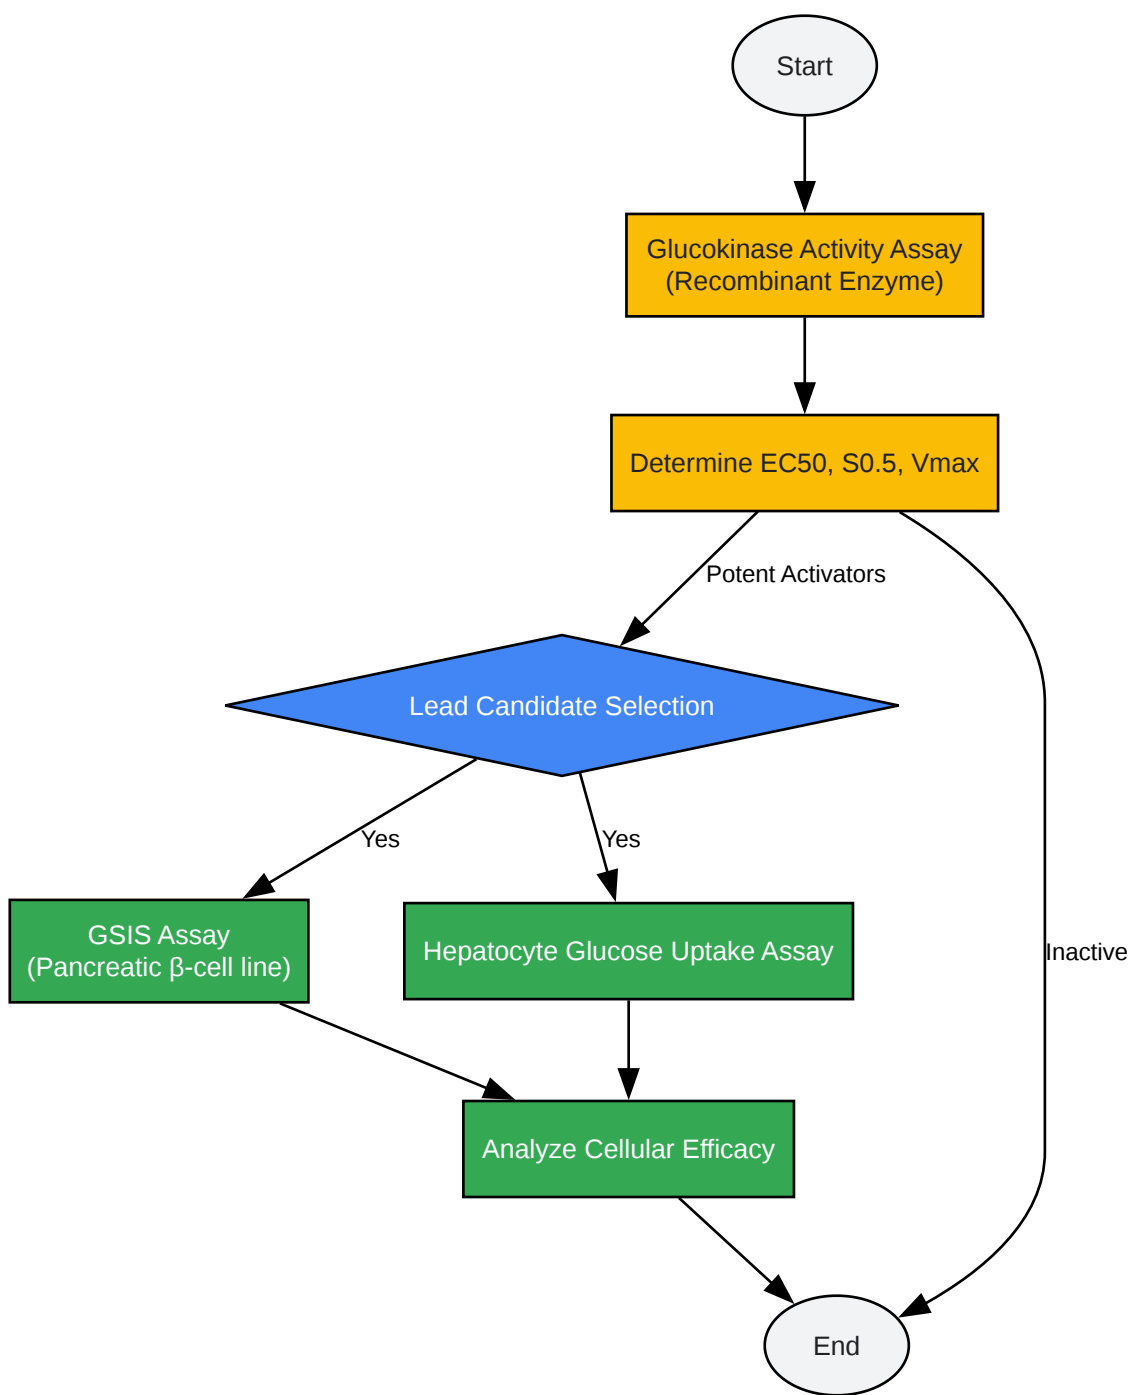 Start
Glucokinase Activity Assay
(Recombinant Enzyme)
Determine EC50, S0.5, Vmax
Potent Activators
Lead Candidate Selection
Yes
Yes
GSIS Assay
(Pancreatic β-cell line)
Hepatocyte Glucose Uptake Assay
Inactive
Analyze Cellular Efficacy
End